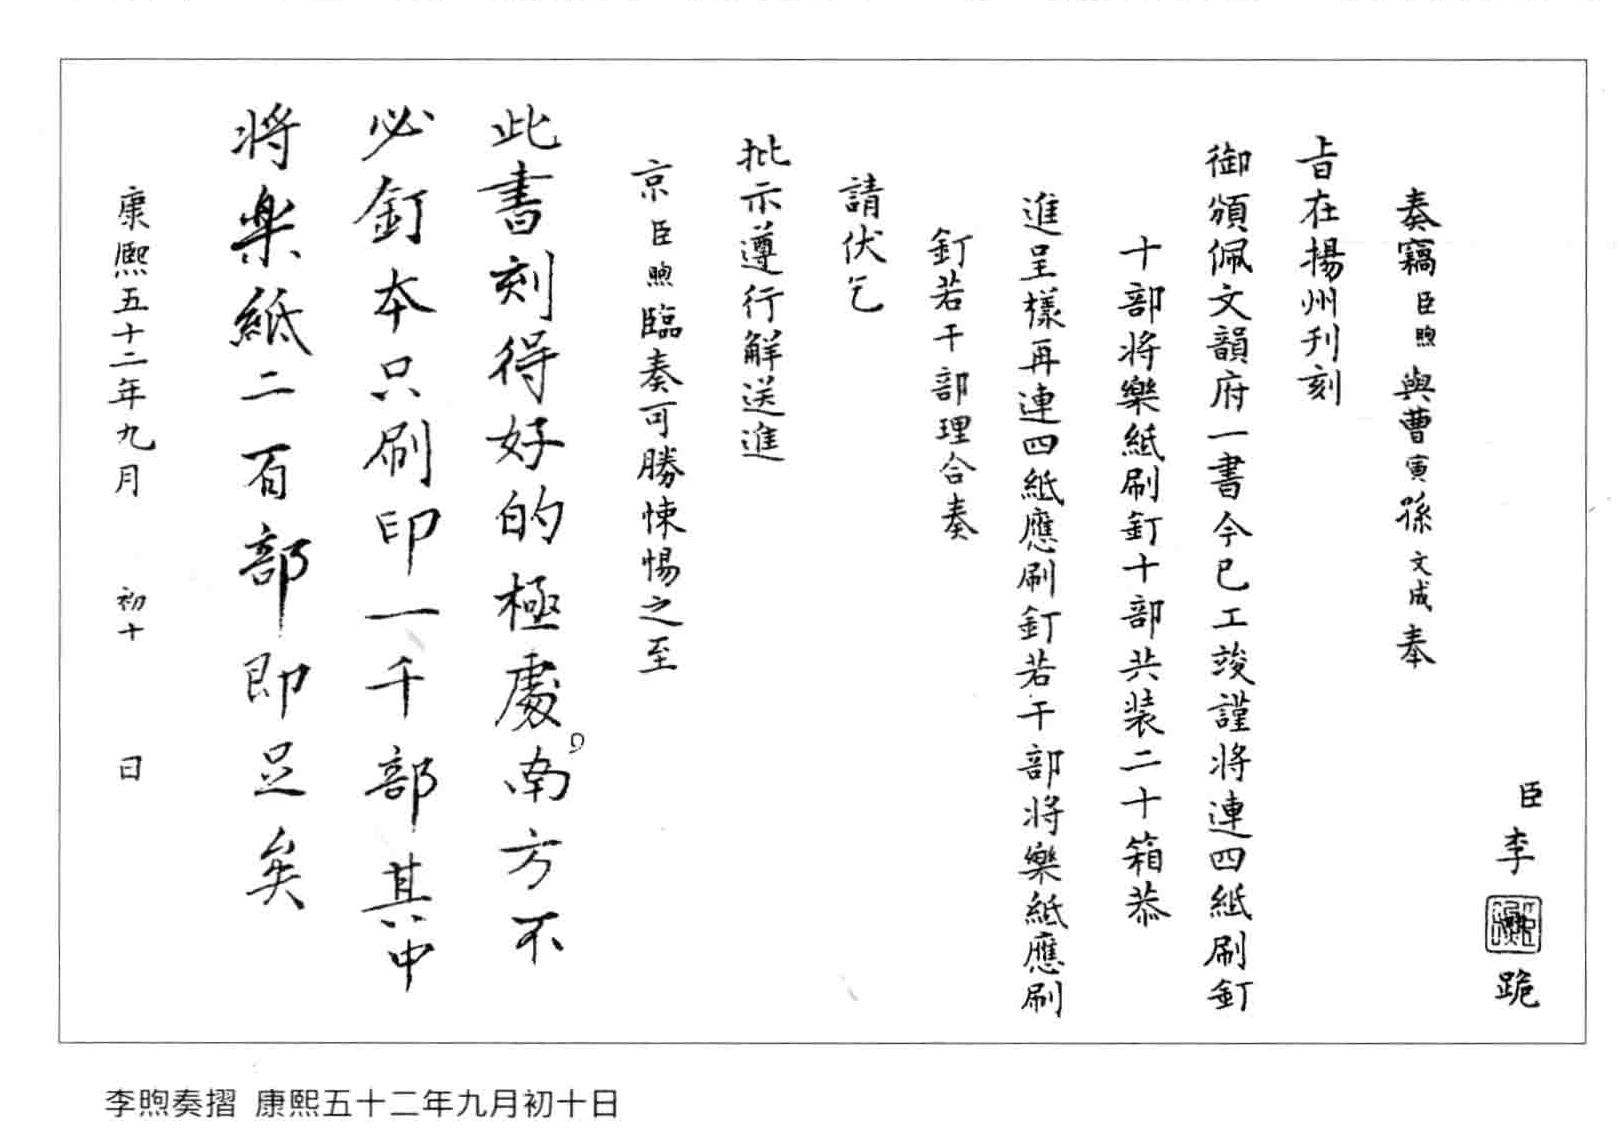 臣李跪
奏竊臣煦與曹寅孫文成奉
旨在揚州刊刻
御頒佩文韻府一書今已工竣謹將連四紙刷釘
十部將樂紙刷釘十部共装二十箱恭
進呈樣再連四紙應刷釘若干部將樂紙應刷
釘若干部理合奏
請伏乞
批示遵行解送進
京臣煦臨奏可勝悚惕之至
此書刻得好的極處南方不
必釘本只刷印一千部其中
将楽紙二百部即足矣
康熙五十二年九月 初十 日
李煦奏摺 康熙五十二年九月初十日